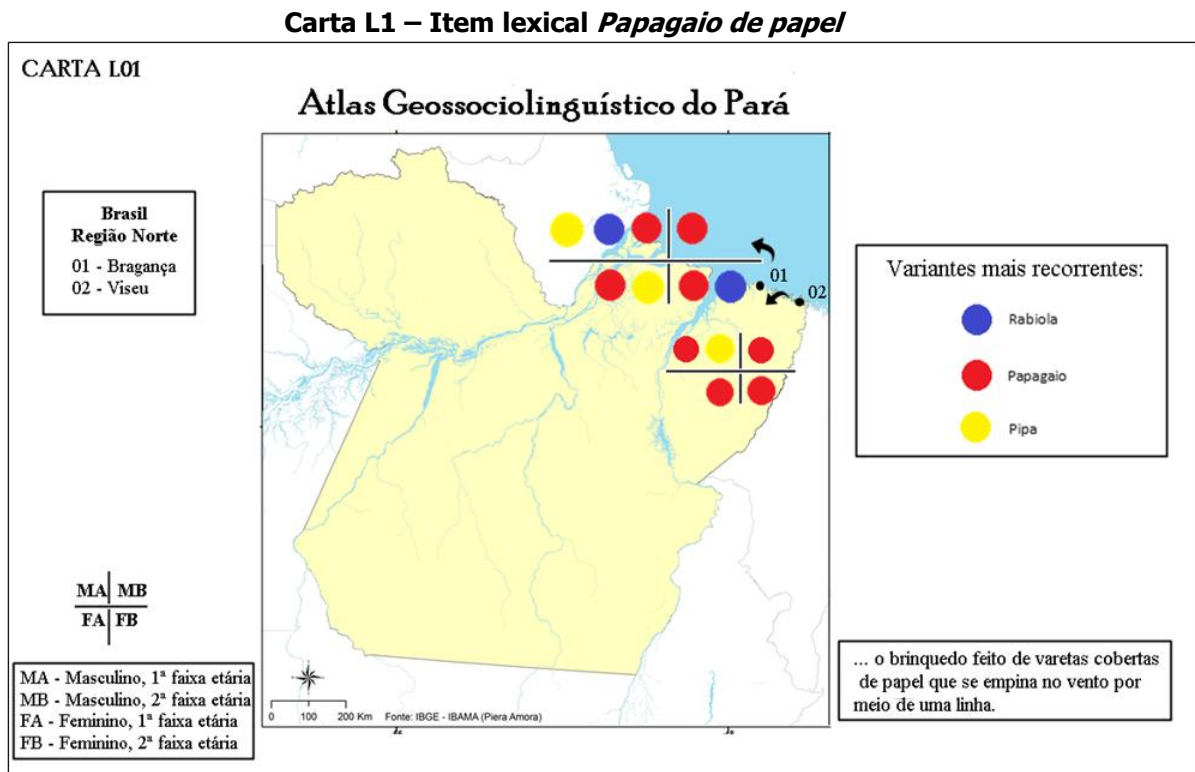 Carta L1 – Item lexical Papagaio de papel
CARTA L01
Atlas Geossociolinguístico do Pará
Brasil
Região Norte
01 - Bragança
02 - Viseu
01
02
Variantes mais recorrentes:
Rabiola
Papagaio
Pipa
MA MB
FA FB
MA - Masculino, 1ª faixa etária
MB - Masculino, 2ª faixa etária
FA - Feminino, 1ª faixa etária
FB - Feminino, 2ª faixa etária
0 100 200 Km Fonte: IBGE - IBAMA (Piera Amora).
... o brinquedo feito de varetas cobertas
de papel que se empina no vento por
meio de uma linha.